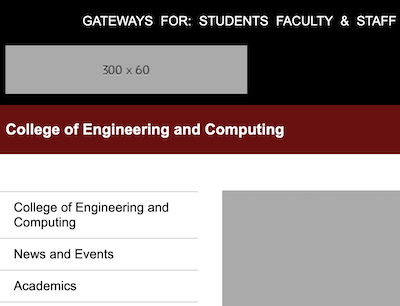 GATEWAYS FOR: STUDENTS FACULTY & STAFF
300 x 60
College of Engineering and Computing
College of Engineering and
Computing
News and Events
Academics